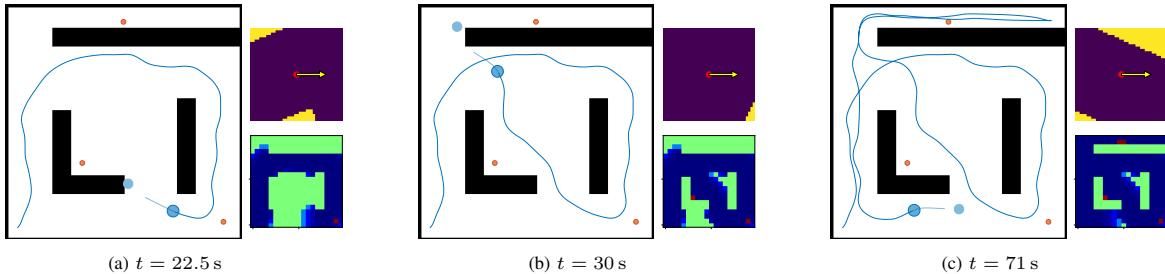 (a) t = 22.5 s
(b) t = 30 s
(c) t = 71 s